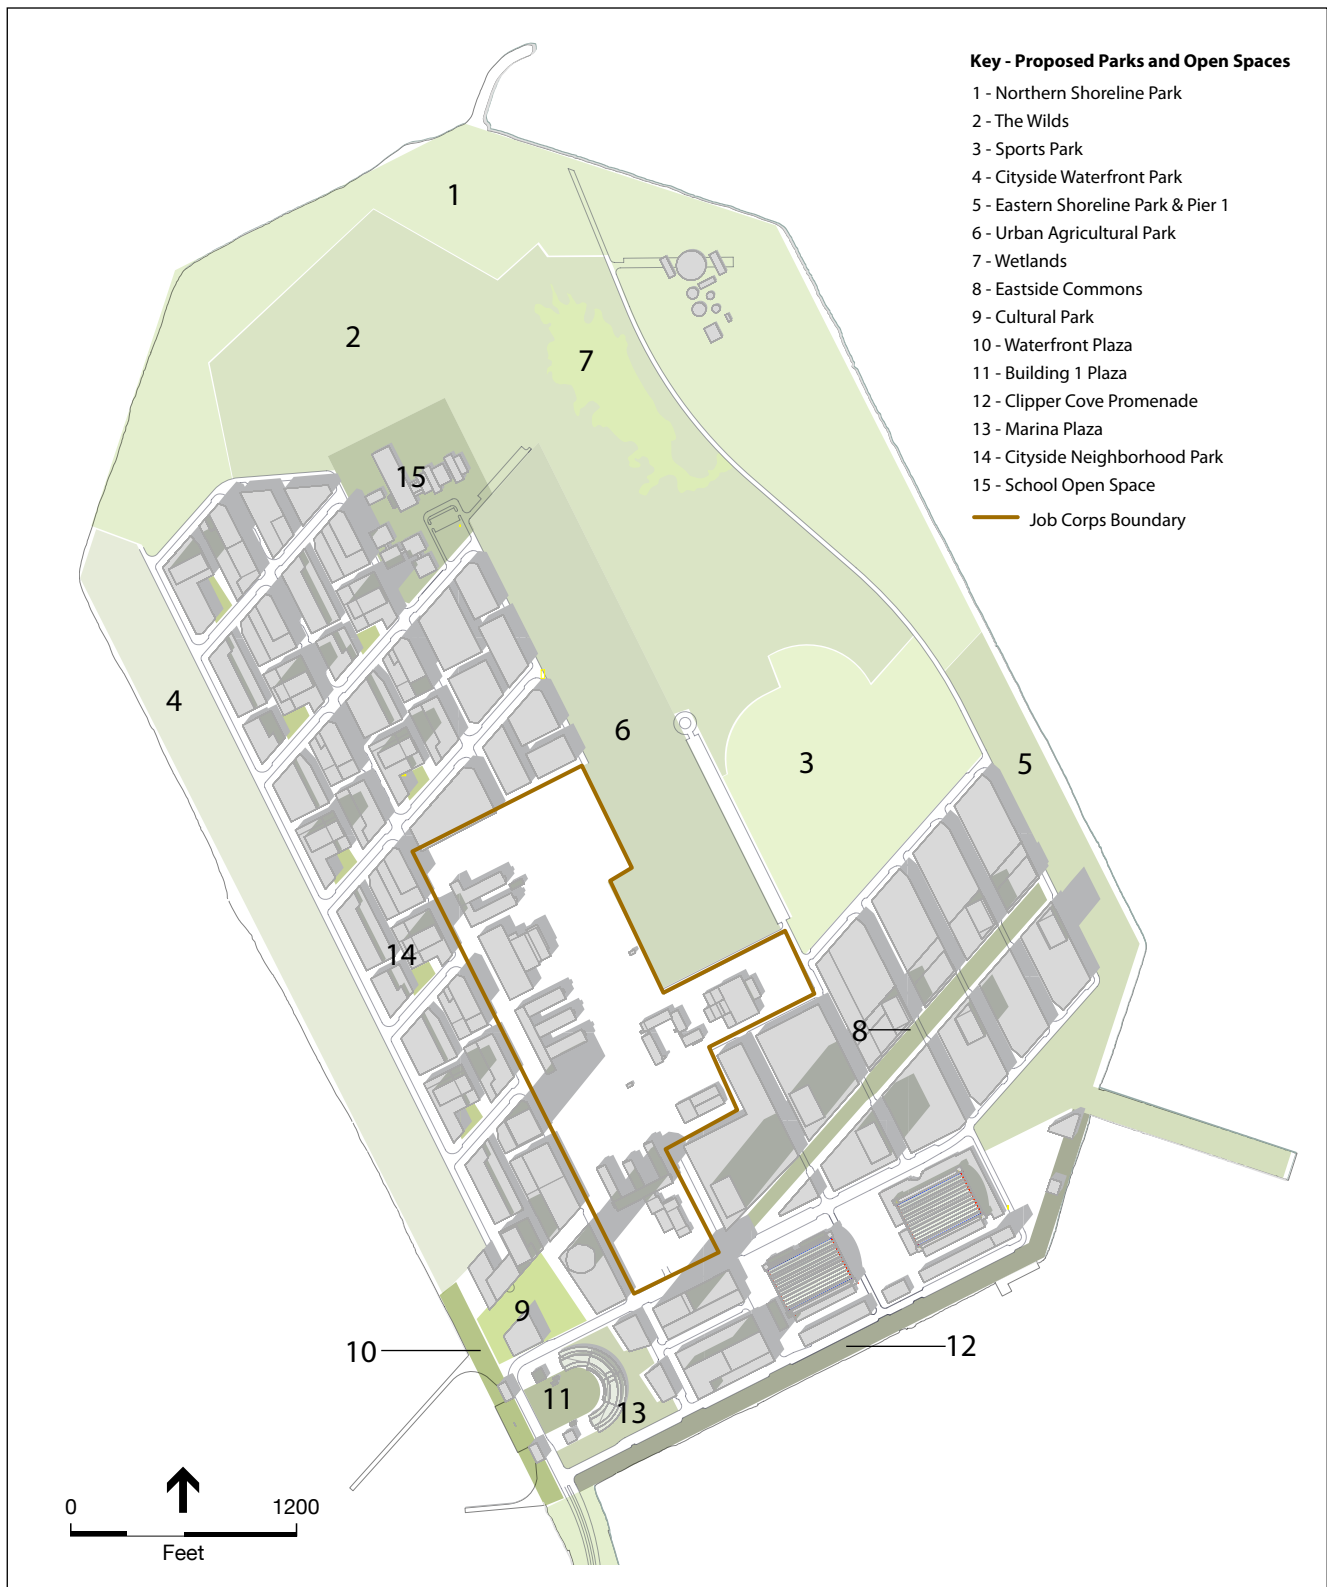 Key - Proposed Parks and Open Spaces
1 - Northern Shoreline Park
2 - The Wilds
3 - Sports Park
4 - Cityside Waterfront Park
5 - Eastern Shoreline Park & Pier 1
6 - Urban Agricultural Park
7 - Wetlands
8 - Eastside Commons
9 - Cultural Park
10 - Waterfront Plaza
11 - Building 1 Plaza
12 - Clipper Cove Promenade
13 - Marina Plaza
14 - Cityside Neighborhood Park
15 - School Open Space
Job Corps Boundary
1
2
7
15
4
6
3
5
14
8
9
10
12
11
13
0 1200
Feet